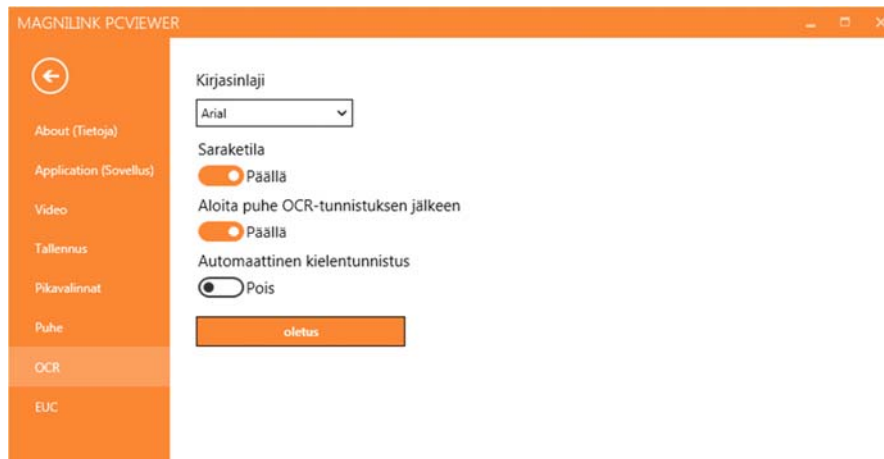 MAGNILINK PCVIEWER
About (Tietoja)
Application (Sovellus)
Video
Tallennus
Pikavalinnat
Puhe
OCR
EUC
Kirjasinlaji
Arial
Saraketila
Päällä
Aloita puhe OCR-tunnistuksen jälkeen
Päällä
Automaattinen kielentunnistus
Pois
oletus